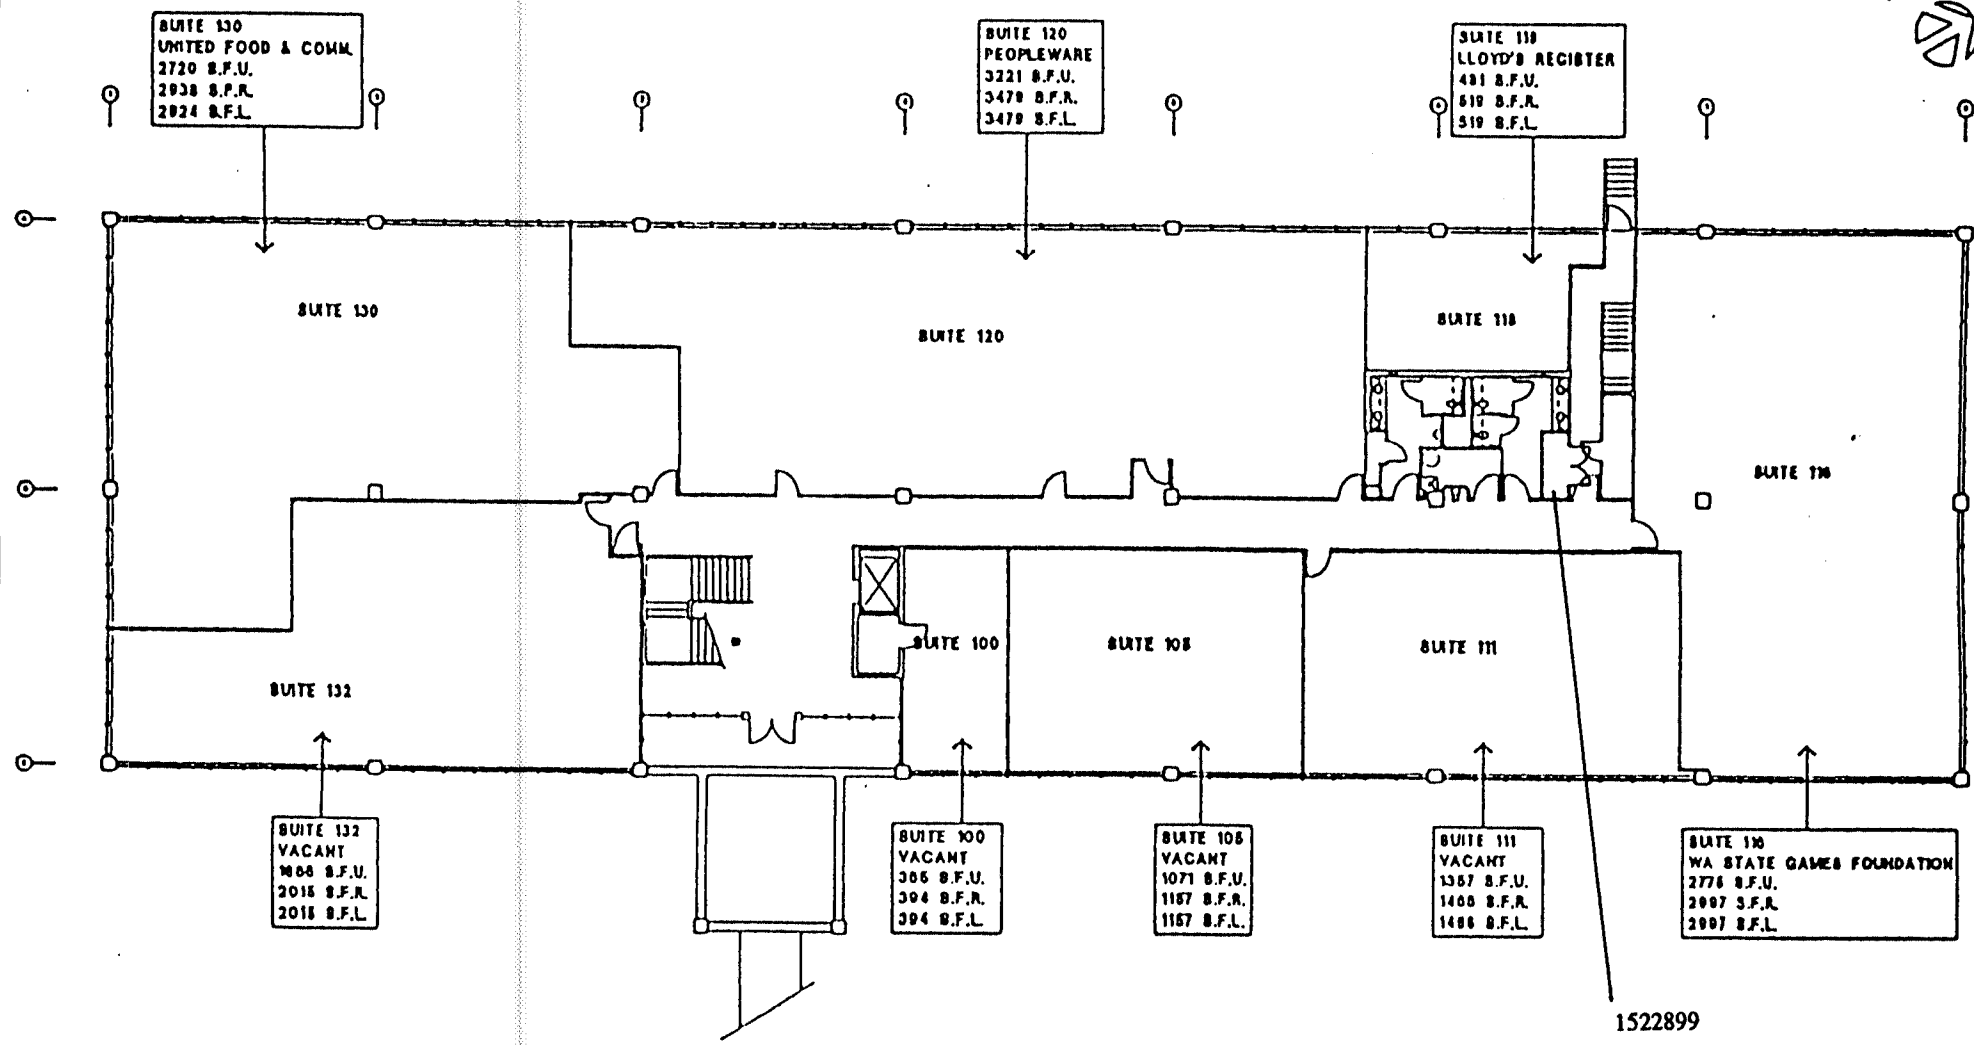 SUITE 130
UNITED FOOD & COMM.
2720 S.F.U.
2938 S.F.R.
2924 S.F.L.
SUITE 120
PEOPLEWARE
3221 S.F.U.
3479 S.F.R.
3479 S.F.L.
SUITE 118
LLOYD'S REGISTER
481 S.F.U.
519 S.F.R.
519 S.F.L.
SUITE 130
SUITE 120
SUITE 118
SUITE 116
SUITE 132
SUITE 100
SUITE 105
SUITE 111
SUITE 132
VACANT
S.F.U.
2015 S.F.R.
2015 S.F.L.
SUITE 100
VACANT
365 S.F.U.
394 S.F.R.
394 S.F.L.
SUITE 105
VACANT
1071 S.F.U.
1157 S.F.R.
1157 S.F.L.
SUITE 111
VACANT
1357 S.F.U.
1466 S.F.R.
1466 S.F.L.
SUITE 116
WA STATE GAMES FOUNDATION
2775 S.F.U.
2997 S.F.R.
2997 S.F.L.
1522899